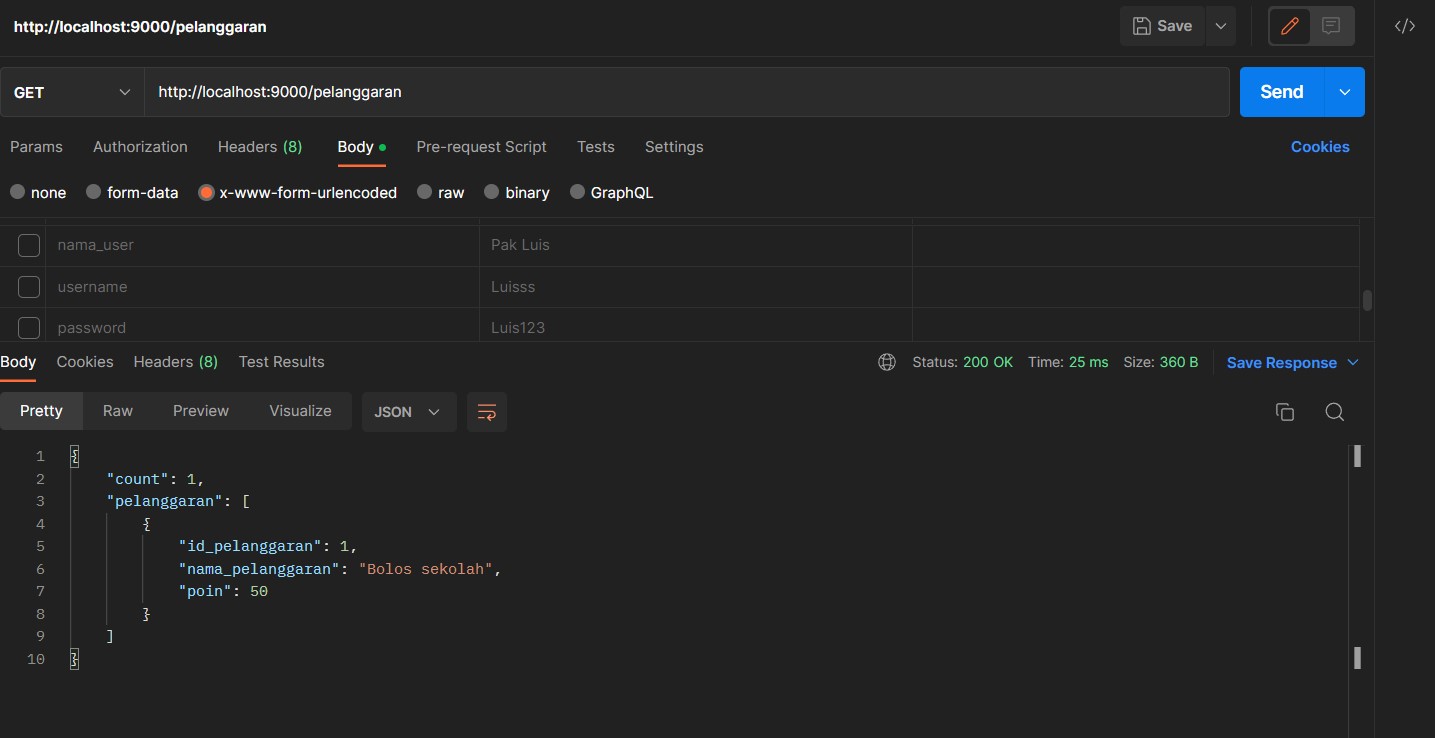 http://localhost:9000/pelanggaran Save
GET http://localhost:9000/pelanggaran Send
Params Authorization Headers (8) Body Pre-request Script Tests Settings Cookies
none form-data x-www-form-urlencoded raw binary GraphQL
nama_user Pak Luis
username Luisss
password Luis123
Body Cookies Headers (8) Test Results Status: 200 OK Time: 25 ms Size: 360 B Save Response
Pretty Raw Preview Visualize JSON
1 {
2 "count": 1,
3 "pelanggaran": [
4 {
5 "id_pelanggaran": 1,
6 "nama_pelanggaran": "Bolos sekolah",
7 "poin": 50
8 }
9 ]
10 }